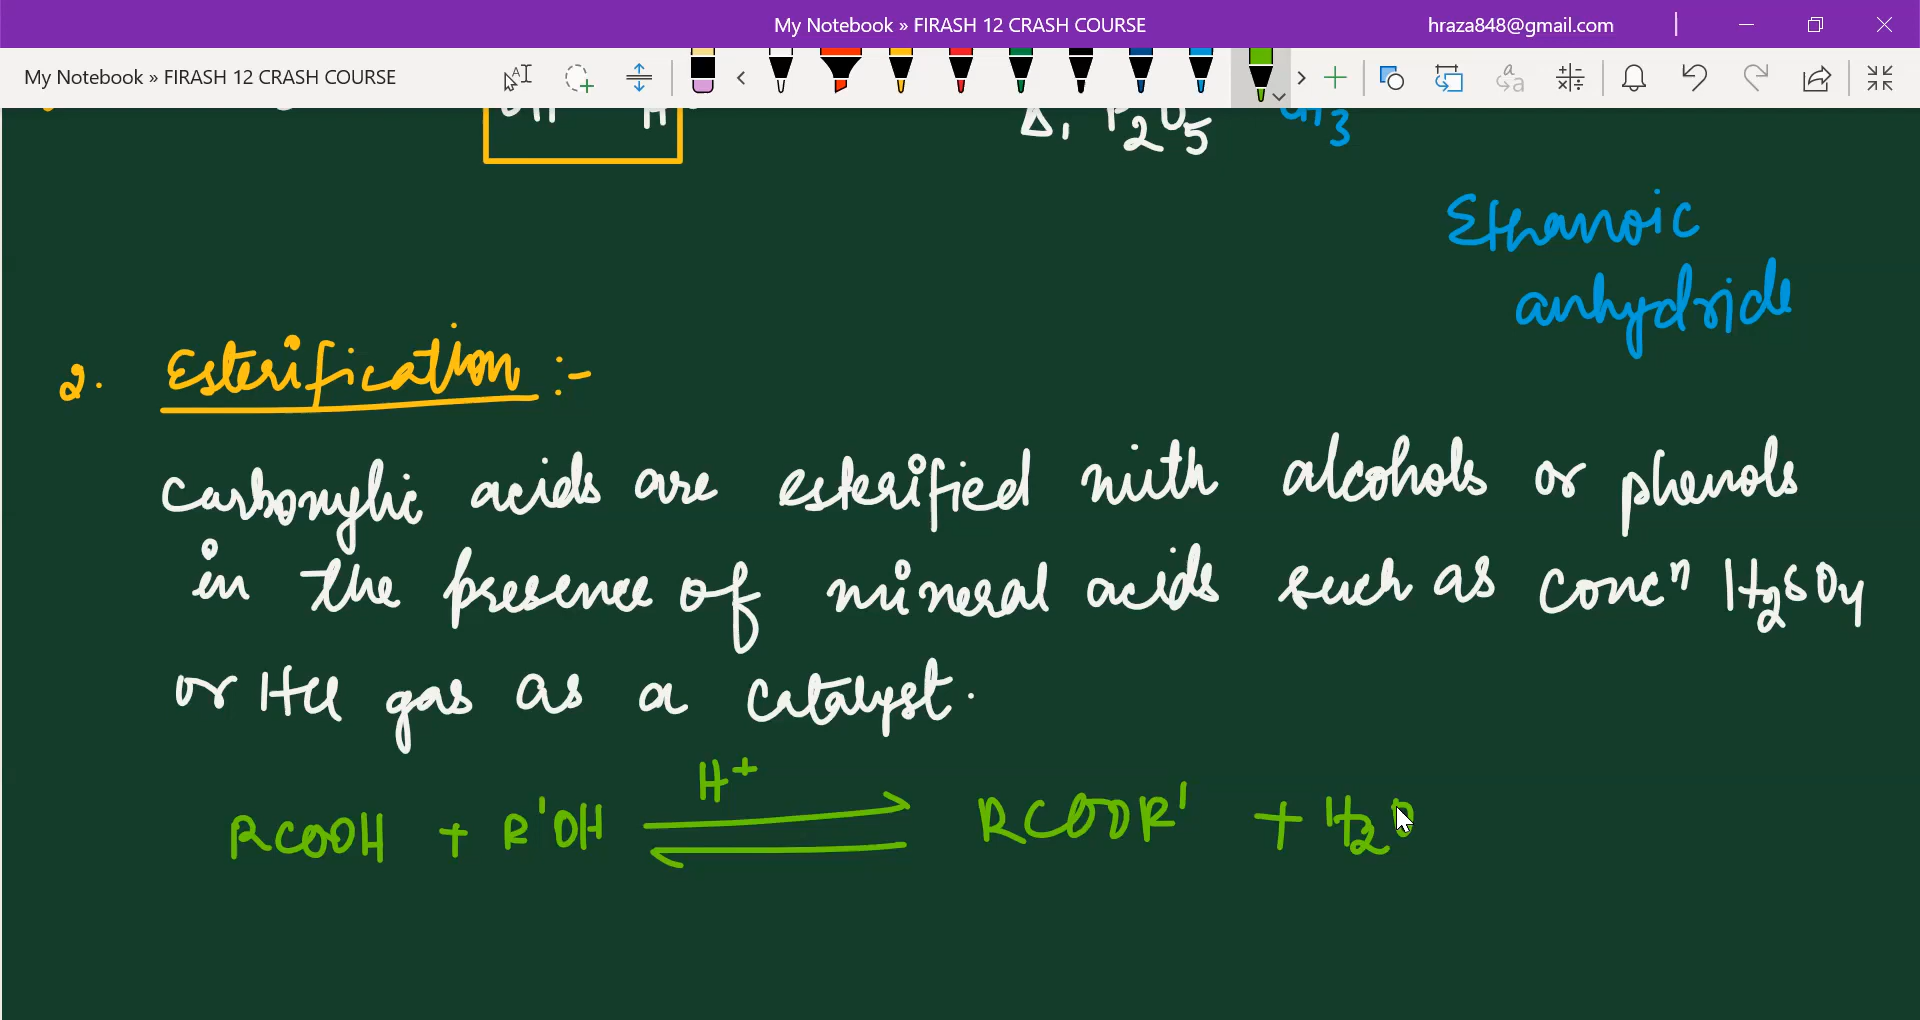 My Notebook » FIRASH 12 CRASH COURSE
hraza848@gmail.com
My Notebook » FIRASH 12 CRASH COURSE
OH H
Δ, P2O5 CH3
Ethanoic
anhydride
2. Esterification :-
Carboxylic acids are esterified with alcohols or phenols
in the presence of mineral acids such as concⁿ H2SO4
or HCl gas as a catalyst.
H+
RCOOH + R'OH ⇌ RCOOR' + H2O